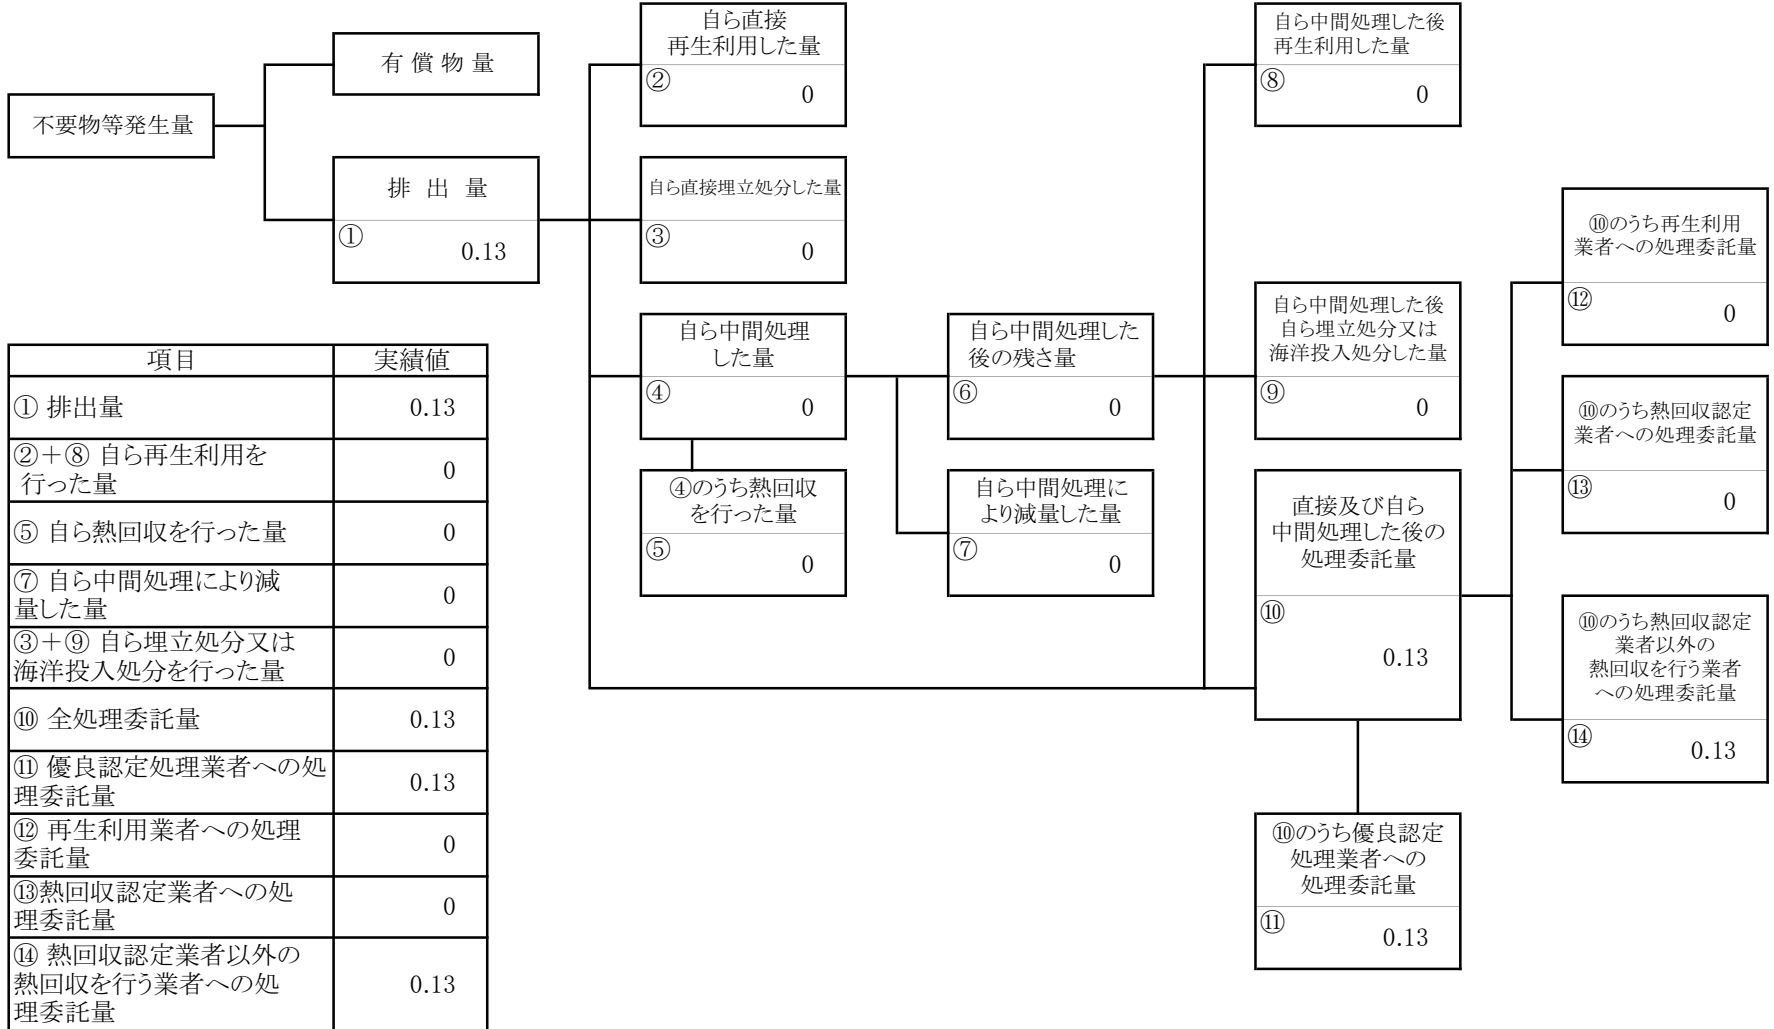 不要物等発生量
有 償 物 量
排 出 量
①
0.13
自ら直接
再生利用した量
②
0
自ら直接埋立処分した量
③
0
自ら中間処理
した量
④
0
④のうち熱回収
を行った量
⑤
0
自ら中間処理した
後の残さ量
⑥
0
自ら中間処理に
より減量した量
⑦
0
自ら中間処理した後
再生利用した量
⑧
0
自ら中間処理した後
自ら埋立処分又は
海洋投入処分した量
⑨
0
直接及び自ら
中間処理した後の
処理委託量
⑩
0.13
⑩のうち優良認定
処理業者への
処理委託量
⑪
0.13
⑩のうち再生利用
業者への処理委託量
⑫
0
⑩のうち熱回収認定
業者への処理委託量
⑬
0
⑩のうち熱回収認定
業者以外の
熱回収を行う業者
への処理委託量
⑭
0.13
項目 実績値
① 排出量 0.13
②＋⑧ 自ら再生利用を
行った量 0
⑤ 自ら熱回収を行った量 0
⑦ 自ら中間処理により減
量した量 0
③＋⑨ 自ら埋立処分又は
海洋投入処分を行った量 0
⑩ 全処理委託量 0.13
⑪ 優良認定処理業者への処
理委託量 0.13
⑫ 再生利用業者への処理
委託量 0
⑬熱回収認定業者への処
理委託量 0
⑭ 熱回収認定業者以外の
熱回収を行う業者への処
理委託量 0.13